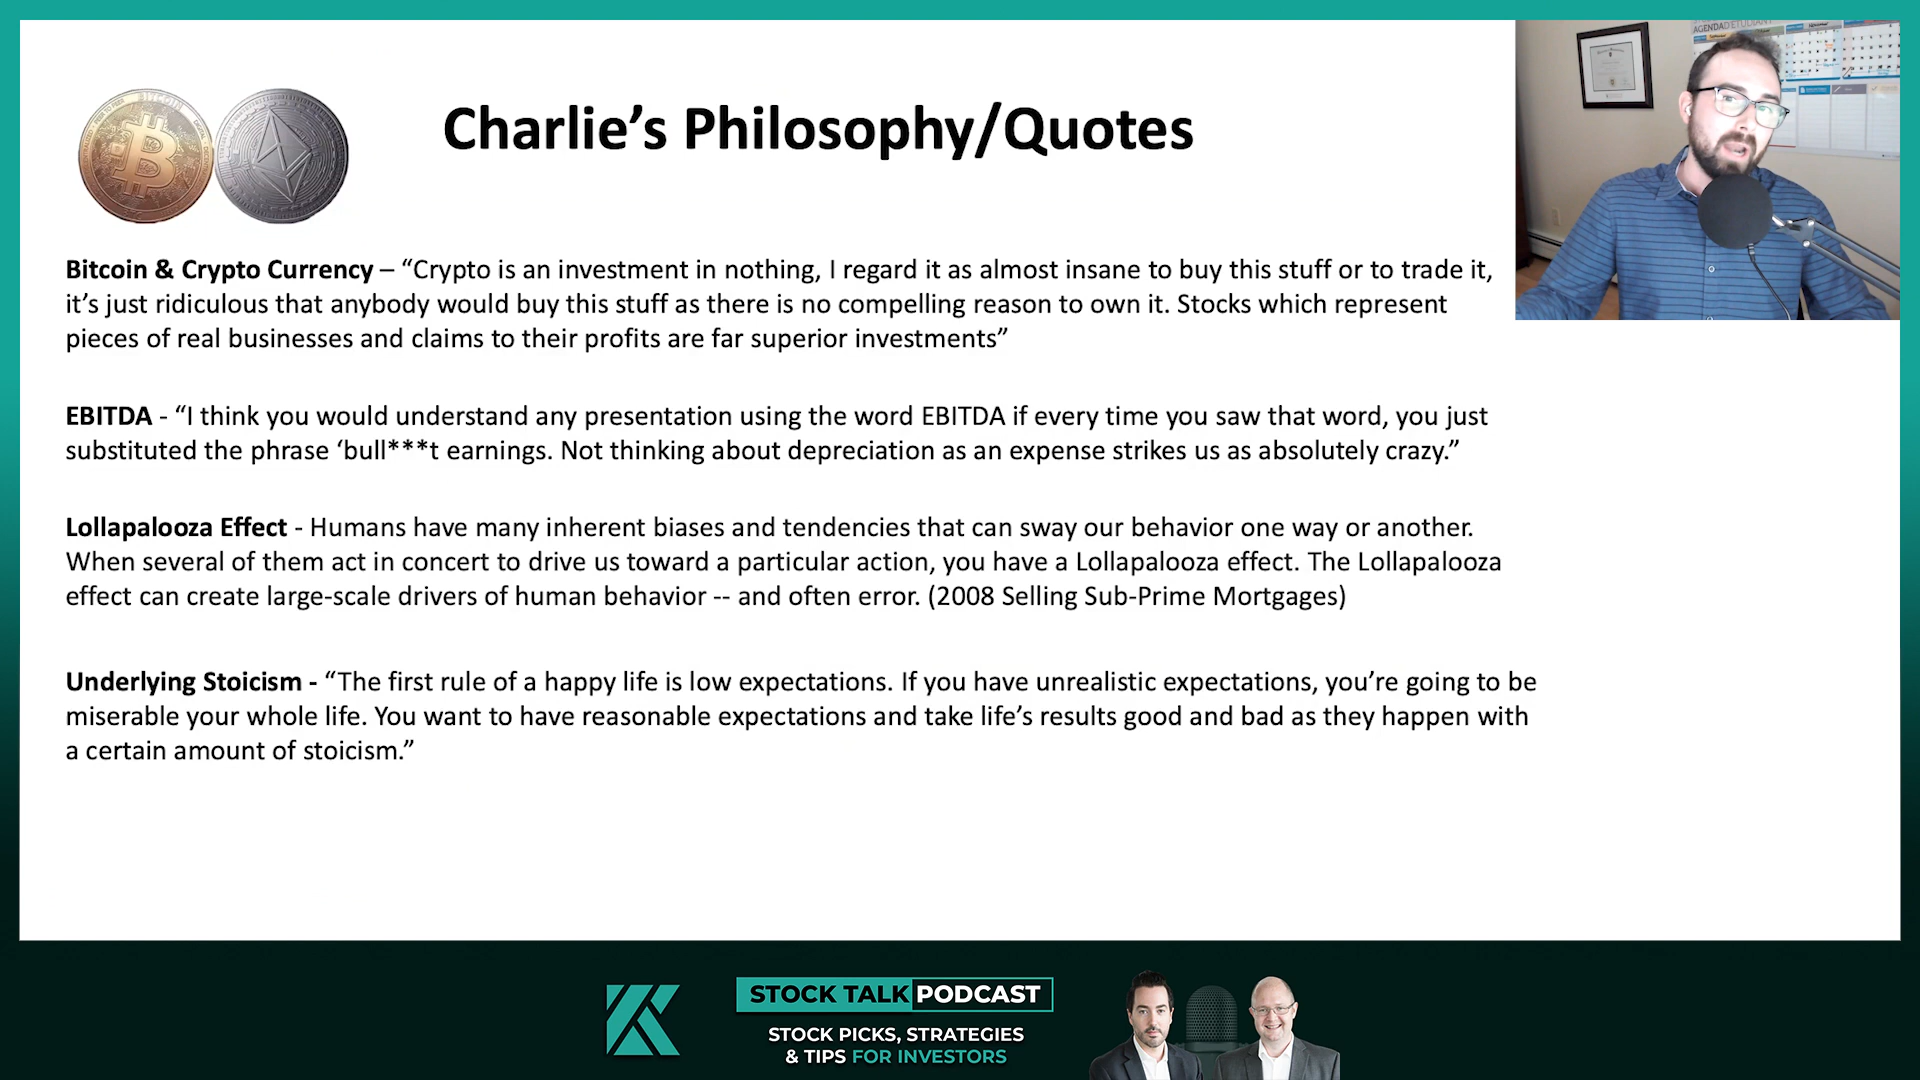 Charlie’s Philosophy/Quotes
BITCOIN
AGENDA D'ÉTUDIANT
Bitcoin & Crypto Currency – “Crypto is an investment in nothing, I regard it as almost insane to buy this stuff or to trade it,
it’s just ridiculous that anybody would buy this stuff as there is no compelling reason to own it. Stocks which represent
pieces of real businesses and claims to their profits are far superior investments”
EBITDA - “I think you would understand any presentation using the word EBITDA if every time you saw that word, you just
substituted the phrase ‘bull***t earnings. Not thinking about depreciation as an expense strikes us as absolutely crazy.”
Lollapalooza Effect - Humans have many inherent biases and tendencies that can sway our behavior one way or another.
When several of them act in concert to drive us toward a particular action, you have a Lollapalooza effect. The Lollapalooza
effect can create large-scale drivers of human behavior -- and often error. (2008 Selling Sub-Prime Mortgages)
Underlying Stoicism - “The first rule of a happy life is low expectations. If you have unrealistic expectations, you’re going to be
miserable your whole life. You want to have reasonable expectations and take life’s results good and bad as they happen with
a certain amount of stoicism.”
STOCK TALK PODCAST
STOCK PICKS, STRATEGIES
& TIPS FOR INVESTORS